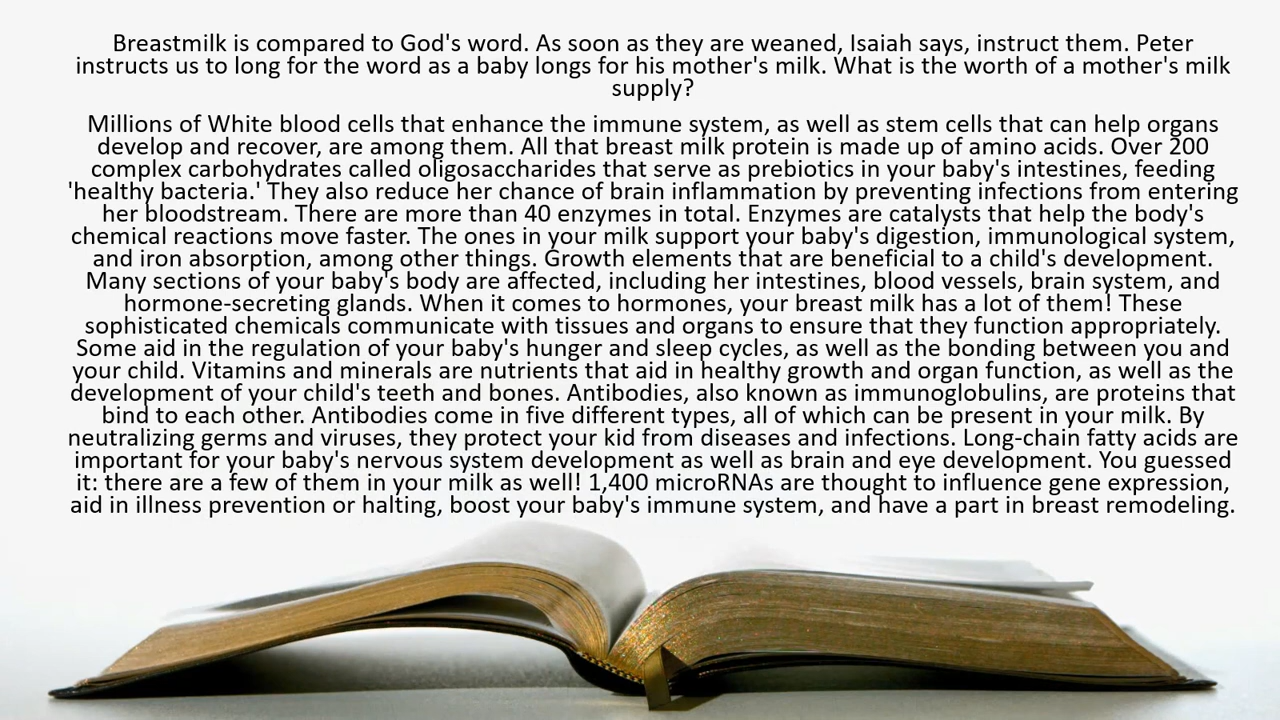 Breastmilk is compared to God's word. As soon as they are weaned, Isaiah says, instruct them. Peter
instructs us to long for the word as a baby longs for his mother's milk. What is the worth of a mother's milk
supply?
Millions of White blood cells that enhance the immune system, as well as stem cells that can help organs
develop and recover, are among them. All that breast milk protein is made up of amino acids. Over 200
complex carbohydrates called oligosaccharides that serve as prebiotics in your baby's intestines, feeding
'healthy bacteria.' They also reduce her chance of brain inflammation by preventing infections from entering
her bloodstream. There are more than 40 enzymes in total. Enzymes are catalysts that help the body's
chemical reactions move faster. The ones in your milk support your baby's digestion, immunological system,
and iron absorption, among other things. Growth elements that are beneficial to a child's development.
Many sections of your baby's body are affected, including her intestines, blood vessels, brain system, and
hormone-secreting glands. When it comes to hormones, your breast milk has a lot of them! These
sophisticated chemicals communicate with tissues and organs to ensure that they function appropriately.
Some aid in the regulation of your baby's hunger and sleep cycles, as well as the bonding between you and
your child. Vitamins and minerals are nutrients that aid in healthy growth and organ function, as well as the
development of your child's teeth and bones. Antibodies, also known as immunoglobulins, are proteins that
bind to each other. Antibodies come in five different types, all of which can be present in your milk. By
neutralizing germs and viruses, they protect your kid from diseases and infections. Long-chain fatty acids are
important for your baby's nervous system development as well as brain and eye development. You guessed
it: there are a few of them in your milk as well! 1,400 microRNAs are thought to influence gene expression,
aid in illness prevention or halting, boost your baby's immune system, and have a part in breast remodeling.